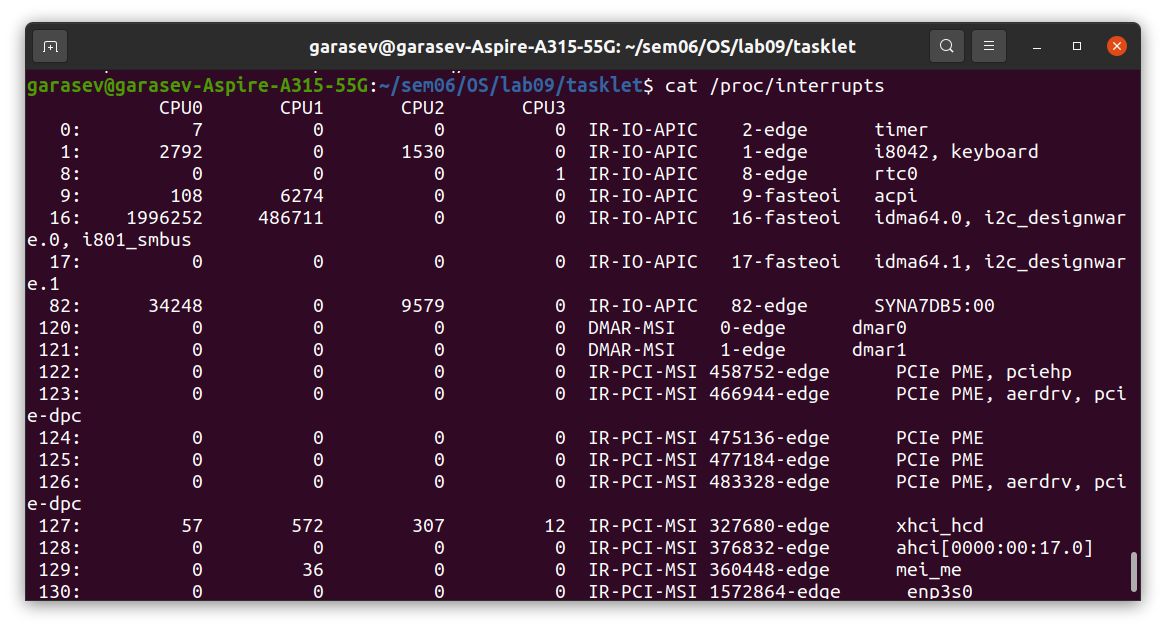 garasev@garasev-Aspire-A315-55G: ~/sem06/OS/lab09/tasklet
garasev@garasev-Aspire-A315-55G:~/sem06/OS/lab09/tasklet$ cat /proc/interrupts
            CPU0       CPU1       CPU2       CPU3
   0:          7          0          0          0  IR-IO-APIC    2-edge      timer
   1:       2792          0       1530          0  IR-IO-APIC    1-edge      i8042, keyboard
   8:          0          0          0          1  IR-IO-APIC    8-edge      rtc0
   9:        108       6274          0          0  IR-IO-APIC    9-fasteoi   acpi
  16:    1996252     486711          0          0  IR-IO-APIC   16-fasteoi   idma64.0, i2c_designwar
e.0, i801_smbus
  17:          0          0          0          0  IR-IO-APIC   17-fasteoi   idma64.1, i2c_designwar
e.1
  82:      34248          0       9579          0  IR-IO-APIC   82-edge      SYNA7DB5:00
 120:          0          0          0          0  DMAR-MSI    0-edge      dmar0
 121:          0          0          0          0  DMAR-MSI    1-edge      dmar1
 122:          0          0          0          0  IR-PCI-MSI 458752-edge      PCIe PME, pciehp
 123:          0          0          0          0  IR-PCI-MSI 466944-edge      PCIe PME, aerdrv, pci
e-dpc
 124:          0          0          0          0  IR-PCI-MSI 475136-edge      PCIe PME
 125:          0          0          0          0  IR-PCI-MSI 477184-edge      PCIe PME
 126:          0          0          0          0  IR-PCI-MSI 483328-edge      PCIe PME, aerdrv, pci
e-dpc
 127:         57        572        307         12  IR-PCI-MSI 327680-edge      xhci_hcd
 128:          0          0          0          0  IR-PCI-MSI 376832-edge      ahci[0000:00:17.0]
 129:          0         36          0          0  IR-PCI-MSI 360448-edge      mei_me
 130:          0          0          0          0  IR-PCI-MSI 1572864-edge      enp3s0